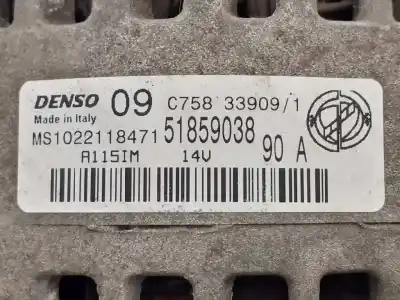 DENSO 09 C758 33909/1
Made in Italy
MS1022118471 51859038
A115IM 14V 90 A